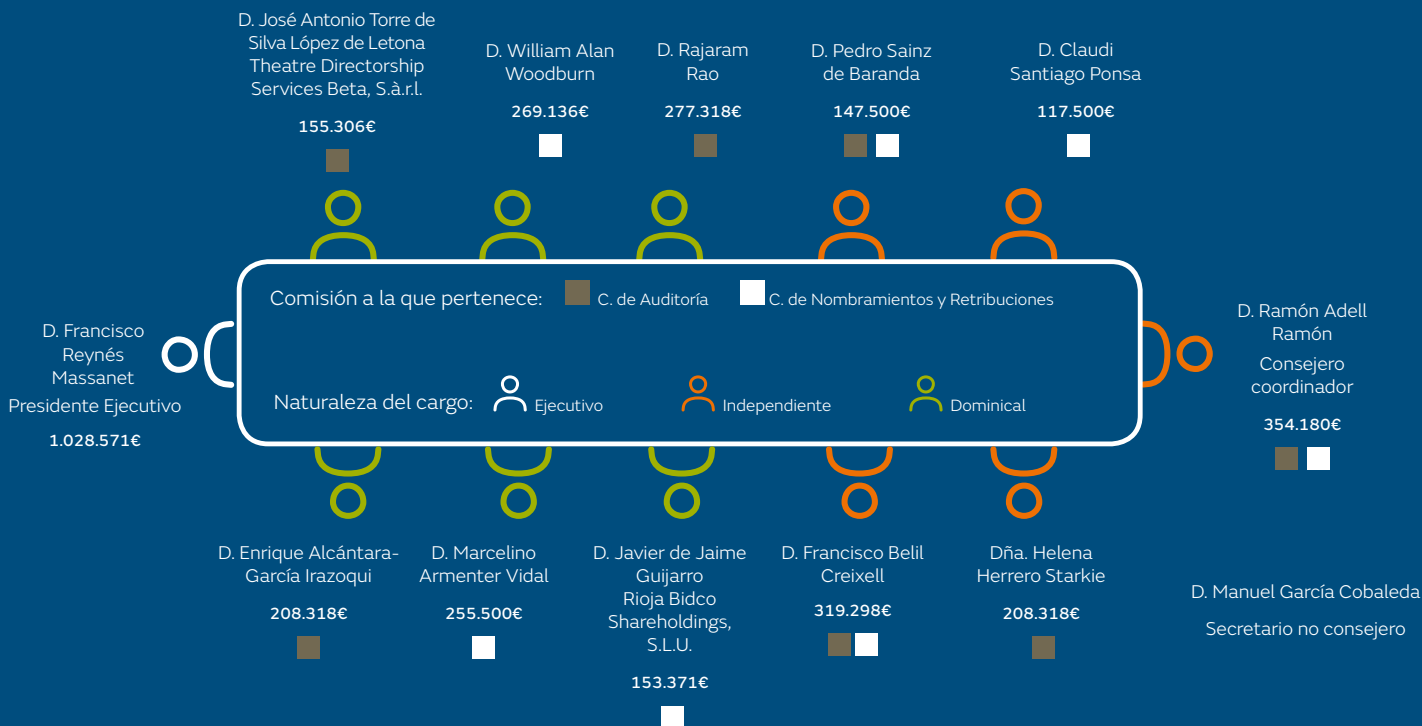 D. José Antonio Torre de
Silva López de Letona
Theatre Directorship
Services Beta, S.à.r.l.
155.306€
D. William Alan
Woodburn
269.136€
D. Rajaram
Rao
277.318€
D. Pedro Sainz
de Baranda
147.500€
D. Claudi
Santiago Ponsa
117.500€
Comisión a la que pertenece:
C. de Auditoría
C. de Nombramientos y Retribuciones
D. Francisco
Reynés
Massanet
Presidente Ejecutivo
1.028.571€
Naturaleza del cargo:
Ejecutivo
Independiente
Dominical
D. Ramón Adell
Ramón
Consejero
coordinador
354.180€
D. Enrique Alcántara-
García Irazoqui
208.318€
D. Marcelino
Armenter Vidal
255.500€
D. Javier de Jaime
Guijarro
Rioja Bidco
Shareholdings,
S.L.U.
153.371€
D. Francisco Belil
Creixell
319.298€
Dña. Helena
Herrero Starkie
208.318€
D. Manuel García Cobaleda
Secretario no consejero